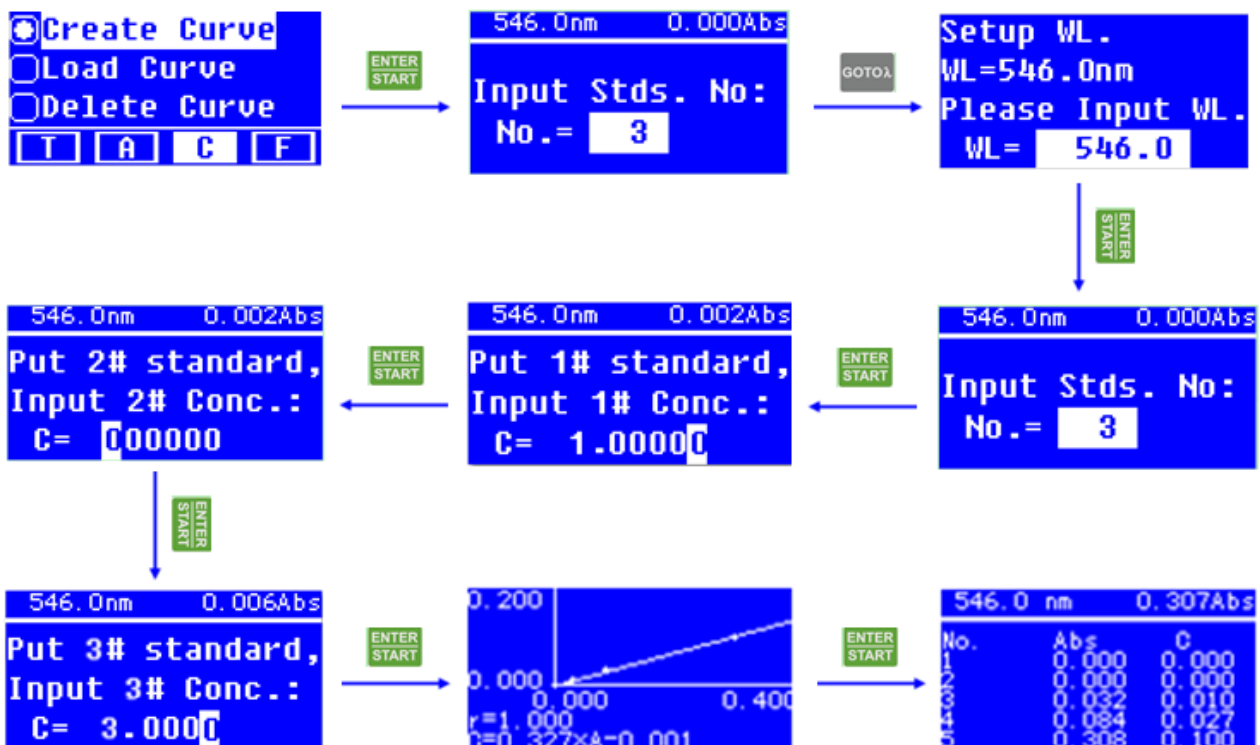 Create Curve
Load Curve
Delete Curve
T A C F
ENTER
START
546.0nm 0.000Abs
Input Stds. No:
No.= 3
GOTOλ
Setup WL.
WL=546.0nm
Please Input WL.
WL= 546.0
ENTER
START
546.0nm 0.000Abs
Input Stds. No:
No.= 3
ENTER
START
546.0nm 0.002Abs
Put 1# standard,
Input 1# Conc.:
C= 1.00000
ENTER
START
546.0nm 0.002Abs
Put 2# standard,
Input 2# Conc.:
C= 000000
ENTER
START
546.0nm 0.006Abs
Put 3# standard,
Input 3# Conc.:
C= 3.0000
ENTER
START
0.200
0.000
0.000 0.400
r=1.000
C=0.327×A-0.001
ENTER
START
546.0 nm 0.307Abs
No. Abs C
1 0.000 0.000
2 0.000 0.000
3 0.032 0.010
4 0.084 0.027
5 0.308 0.100